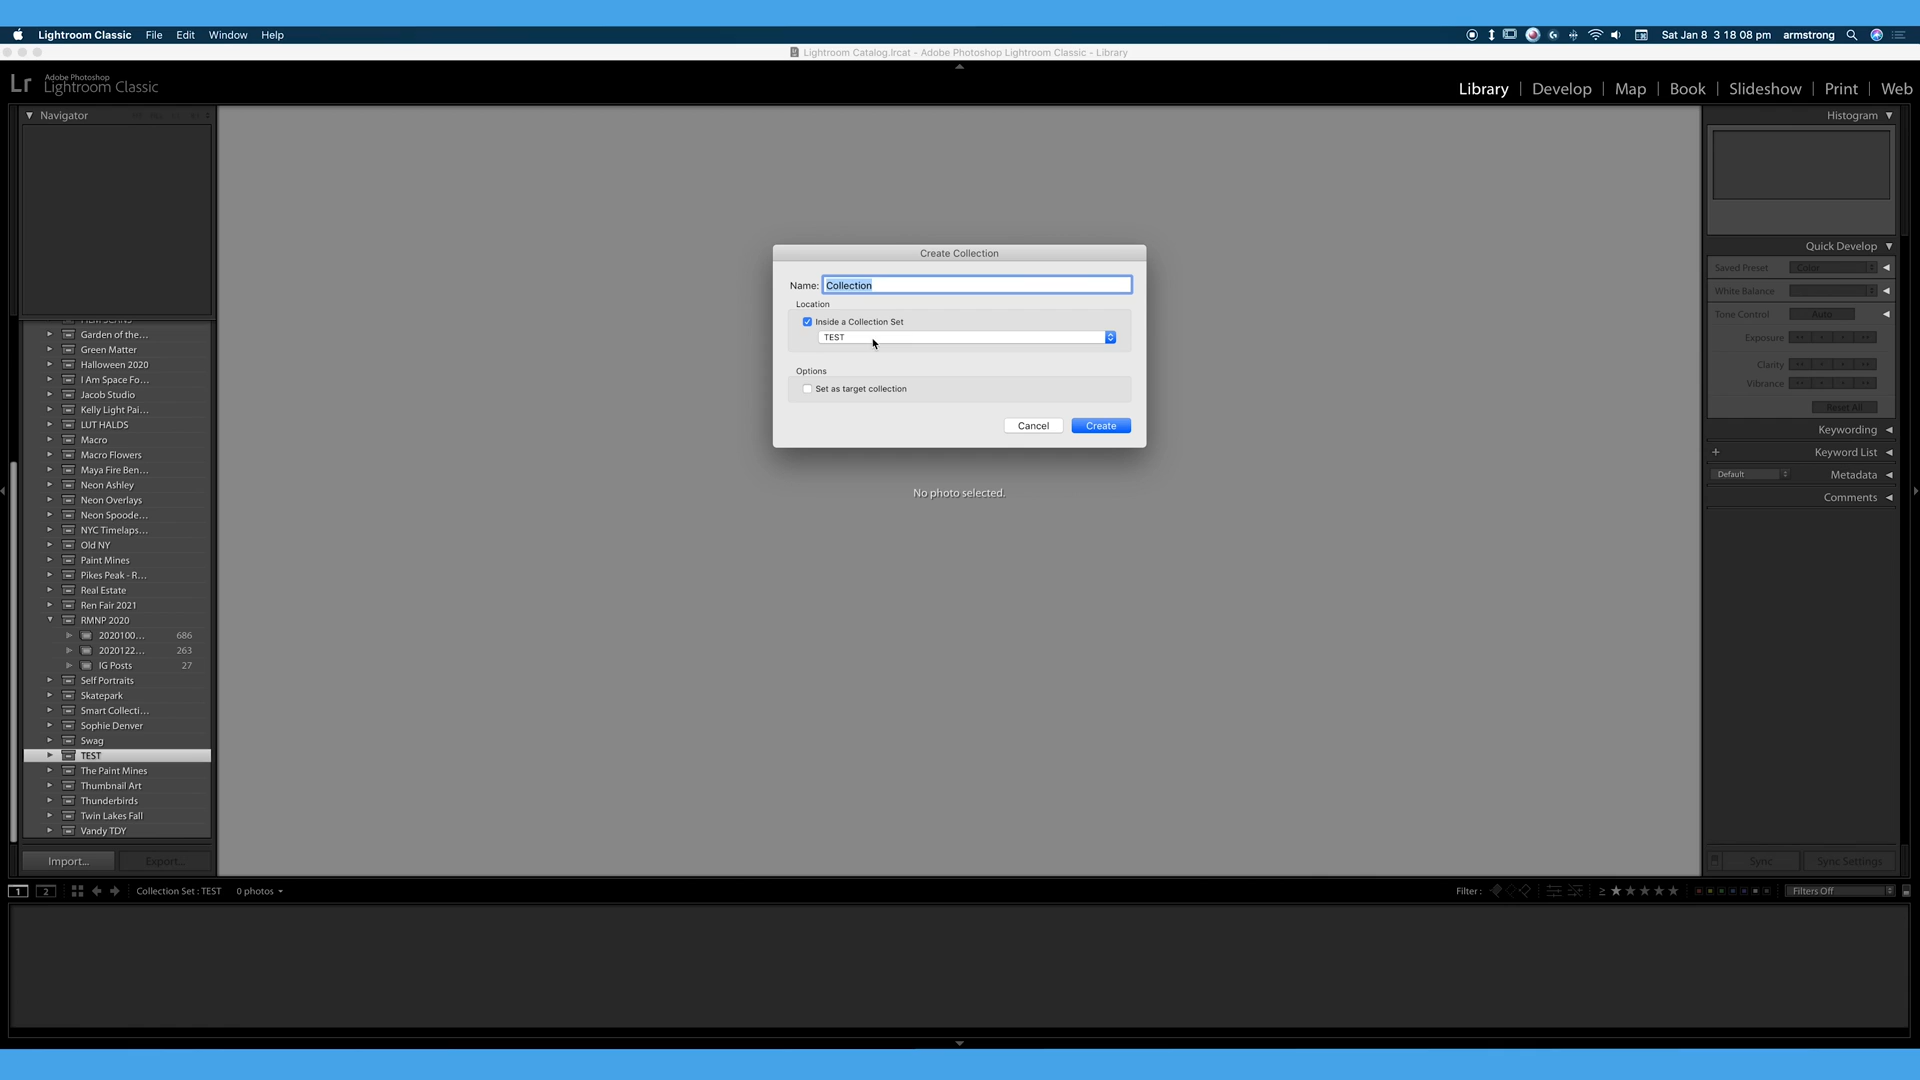 Lightroom Classic File Edit Window Help
Sat Jan 8 3 18 08 pm armstrong
Lightroom Catalog.lrcat - Adobe Photoshop Lightroom Classic - Library
Lr
Adobe Photoshop
Lightroom Classic
Library | Develop | Map | Book | Slideshow | Print | Web
Navigator
Garden of the...
Green Matter
Halloween 2020
I Am Space Fo...
Jacob Studio
Kelly Light Pai...
LUT HALDS
Macro
Macro Flowers
Maya Fire Ben...
Neon Ashley
Neon Overlays
Neon Spoode...
NYC Timelaps...
Old NY
Paint Mines
Pikes Peak - R...
Real Estate
Ren Fair 2021
RMNP 2020
2020100... 686
2020122... 263
IG Posts 27
Self Portraits
Skatepark
Smart Collecti...
Sophie Denver
Swag
TEST
The Paint Mines
Thumbnail Art
Thunderbirds
Twin Lakes Fall
Vandy TDY
Import... Export...
Create Collection
Name: Collection
Location
Inside a Collection Set
TEST
Options
Set as target collection
Cancel Create
No photo selected.
Histogram
Quick Develop
Saved Preset Color
White Balance
Tone Control Auto
Exposure
Clarity
Vibrance
Reset All
Keywording
+ Keyword List
Default Metadata
Comments
Sync Sync Settings
1 2 Collection Set : TEST 0 photos
Filter : ≥ ★★★★★ Filters Off